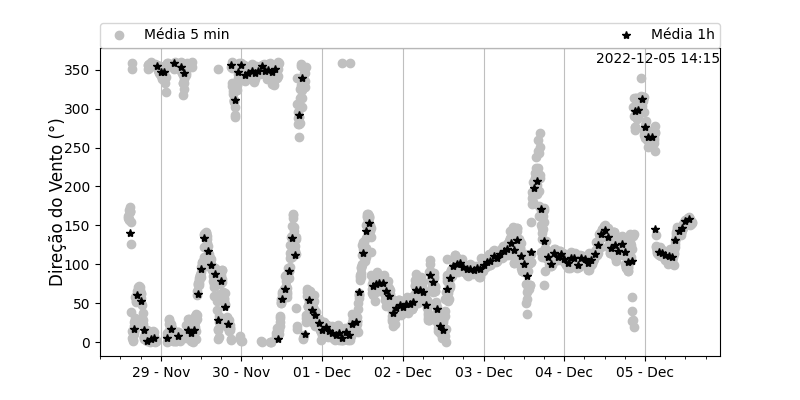 Média 5 min
Média 1h
2022-12-05 14:15
Direção do Vento (°)
350
300
250
200
150
100
50
0
29 - Nov
30 - Nov
01 - Dec
02 - Dec
03 - Dec
04 - Dec
05 - Dec